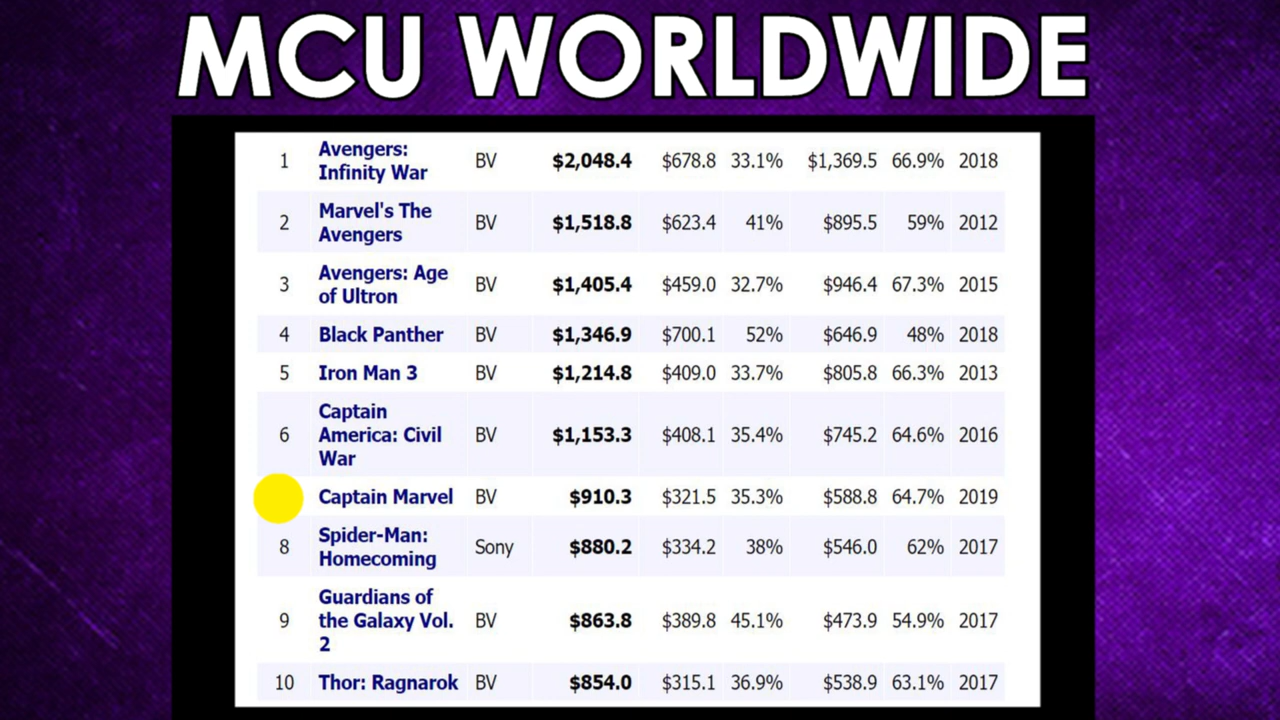 MCU WORLDWIDE
1 Avengers: Infinity War BV $2,048.4 $678.8 33.1% $1,369.5 66.9% 2018
2 Marvel's The Avengers BV $1,518.8 $623.4 41% $895.5 59% 2012
3 Avengers: Age of Ultron BV $1,405.4 $459.0 32.7% $946.4 67.3% 2015
4 Black Panther BV $1,346.9 $700.1 52% $646.9 48% 2018
5 Iron Man 3 BV $1,214.8 $409.0 33.7% $805.8 66.3% 2013
6 Captain America: Civil War BV $1,153.3 $408.1 35.4% $745.2 64.6% 2016
Captain Marvel BV $910.3 $321.5 35.3% $588.8 64.7% 2019
8 Spider-Man: Homecoming Sony $880.2 $334.2 38% $546.0 62% 2017
9 Guardians of the Galaxy Vol. 2 BV $863.8 $389.8 45.1% $473.9 54.9% 2017
10 Thor: Ragnarok BV $854.0 $315.1 36.9% $538.9 63.1% 2017